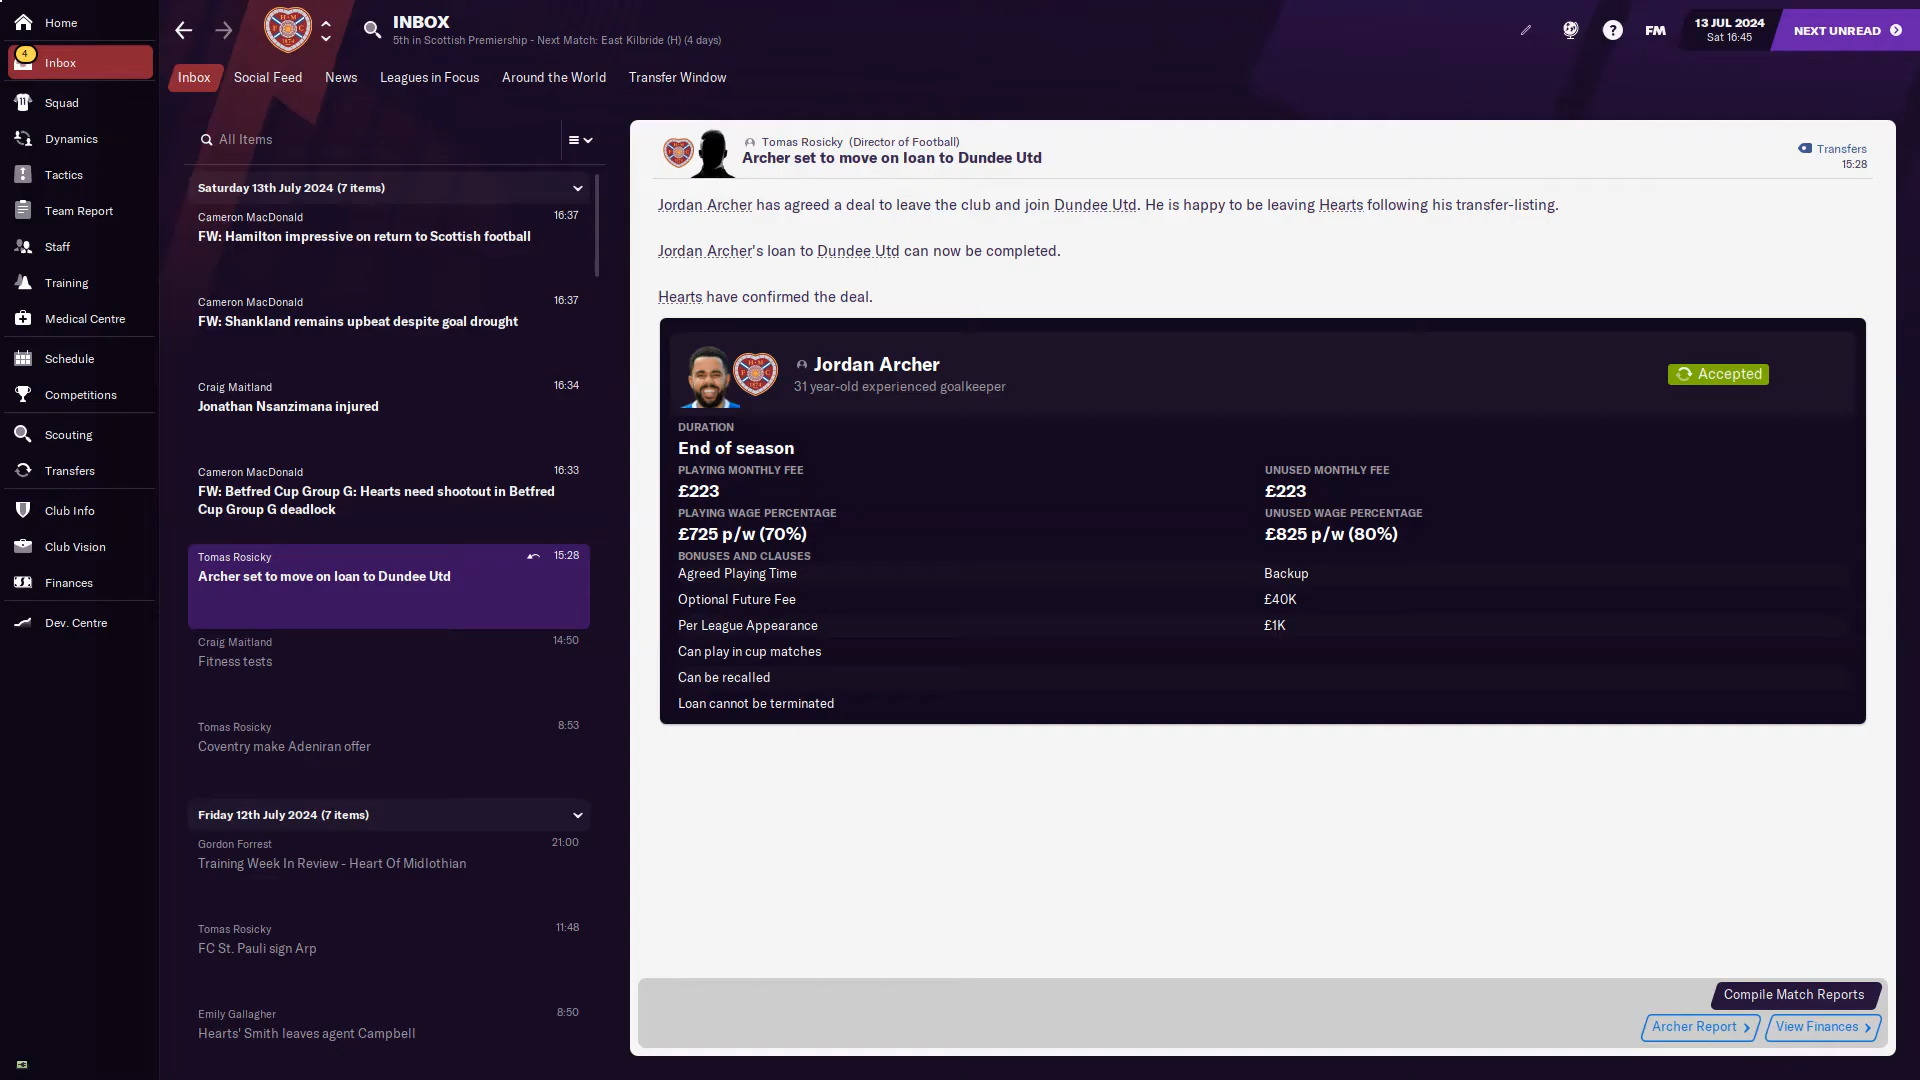 Home
4
Inbox
Squad
Dynamics
Tactics
Team Report
Staff
Training
Medical Centre
Schedule
Competitions
Scouting
Transfers
Club Info
Club Vision
Finances
Dev. Centre
INBOX
5th in Scottish Premiership - Next Match: East Kilbride (H) (4 days)
FM
13 JUL 2024
Sat 16:45
NEXT UNREAD
Inbox Social Feed News Leagues in Focus Around the World Transfer Window
All Items
Saturday 13th July 2024 (7 items)
Cameron MacDonald 16:37
FW: Hamilton impressive on return to Scottish football
Cameron MacDonald 16:37
FW: Shankland remains upbeat despite goal drought
Craig Maitland 16:34
Jonathan Nsanzimana injured
Cameron MacDonald 16:33
FW: Betfred Cup Group G: Hearts need shootout in Betfred
Cup Group G deadlock
Tomas Rosicky 15:28
Archer set to move on loan to Dundee Utd
Craig Maitland 14:50
Fitness tests
Tomas Rosicky 8:53
Coventry make Adeniran offer
Friday 12th July 2024 (7 items)
Gordon Forrest 21:00
Training Week In Review - Heart Of Midlothian
Tomas Rosicky 11:48
FC St. Pauli sign Arp
Emily Gallagher 8:50
Hearts' Smith leaves agent Campbell
Tomas Rosicky (Director of Football)
Archer set to move on loan to Dundee Utd
Transfers
15:28
Jordan Archer has agreed a deal to leave the club and join Dundee Utd. He is happy to be leaving Hearts following his transfer-listing.
Jordan Archer's loan to Dundee Utd can now be completed.
Hearts have confirmed the deal.
Jordan Archer
31 year-old experienced goalkeeper
Accepted
DURATION
End of season
PLAYING MONTHLY FEE UNUSED MONTHLY FEE
£223 £223
PLAYING WAGE PERCENTAGE UNUSED WAGE PERCENTAGE
£725 p/w (70%) £825 p/w (80%)
BONUSES AND CLAUSES
Agreed Playing Time Backup
Optional Future Fee £40K
Per League Appearance £1K
Can play in cup matches
Can be recalled
Loan cannot be terminated
Compile Match Reports
Archer Report View Finances